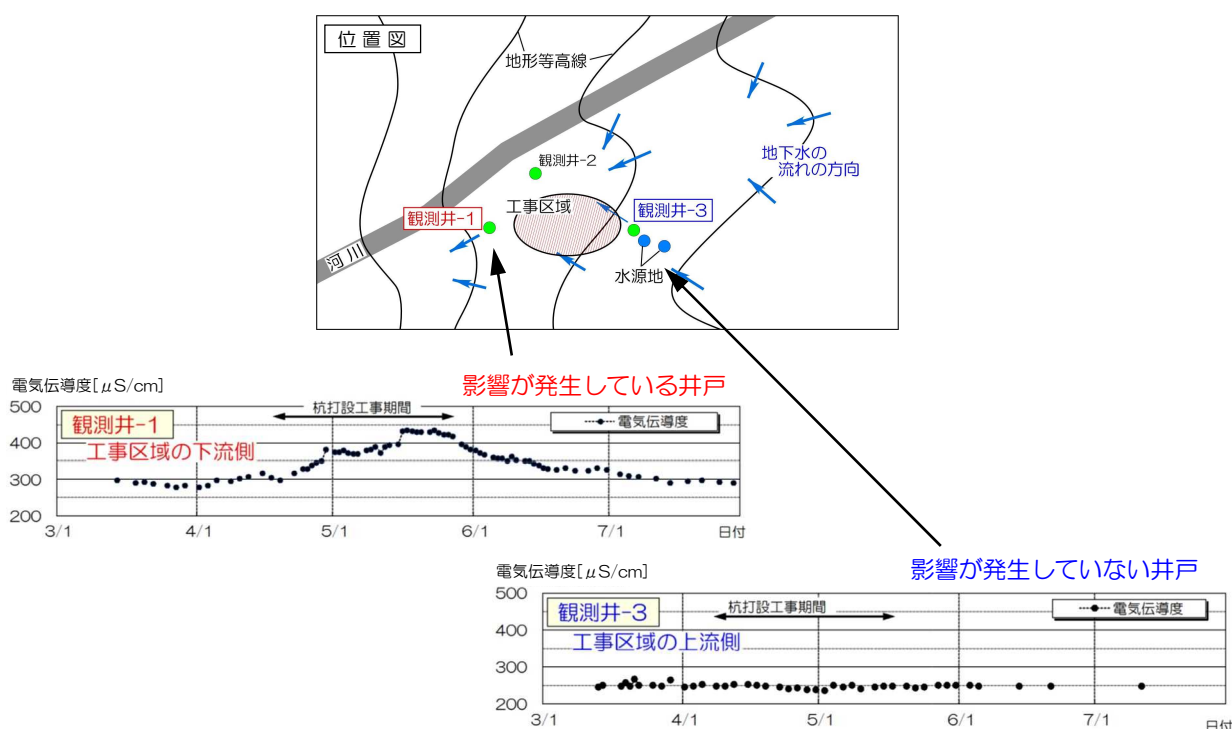 位置図
地形等高線
観測井-2
地下水の
流れの方向
工事区域
観測井-1
観測井-3
河川
水源地
影響が発生している井戸
電気伝導度[μS/cm]
500
杭打設工事期間
電気伝導度
観測井-1
400
工事区域の下流側
300
200
3/1
4/1
5/1
6/1
7/1
日付
影響が発生していない井戸
電気伝導度[μS/cm]
500
杭打設工事期間
電気伝導度
観測井-3
400
工事区域の上流側
300
200
3/1
4/1
5/1
6/1
7/1
日付